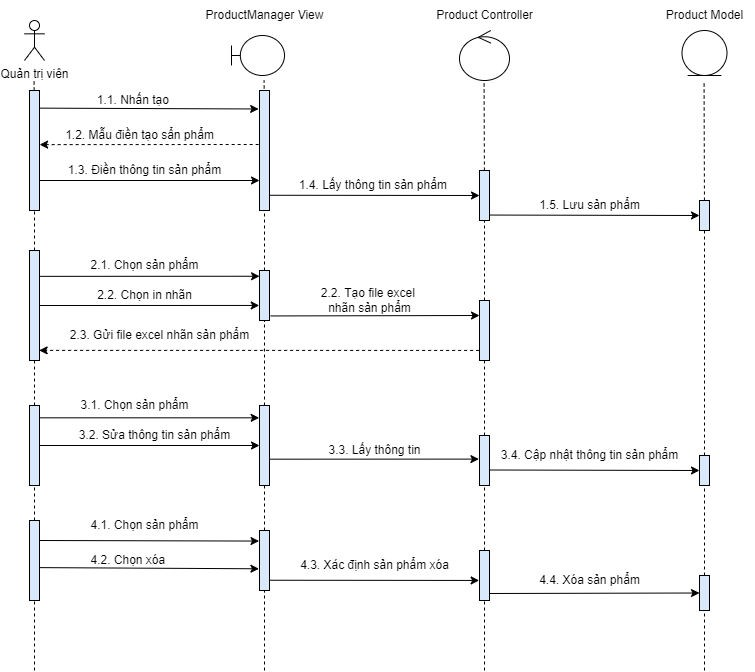 ProductManager View
Product Controller
Product Model
Quản trị viên
1.1. Nhấn tạo
1.2. Mẫu điền tạo sẩn phẩm
1.3. Điền thông tin sản phẩm
1.4. Lấy thông tin sản phẩm
1.5. Lưu sản phẩm
2.1. Chọn sản phẩm
2.2. Chọn in nhãn
2.2. Tạo file excel
nhãn sản phẩm
2.3. Gửi file excel nhãn sản phẩm
3.1. Chọn sản phẩm
3.2. Sửa thông tin sản phẩm
3.3. Lấy thông tin
3.4. Cập nhật thông tin sản phẩm
4.1. Chọn sản phẩm
4.2. Chọn xóa
4.3. Xác định sản phẩm xóa
4.4. Xóa sản phẩm